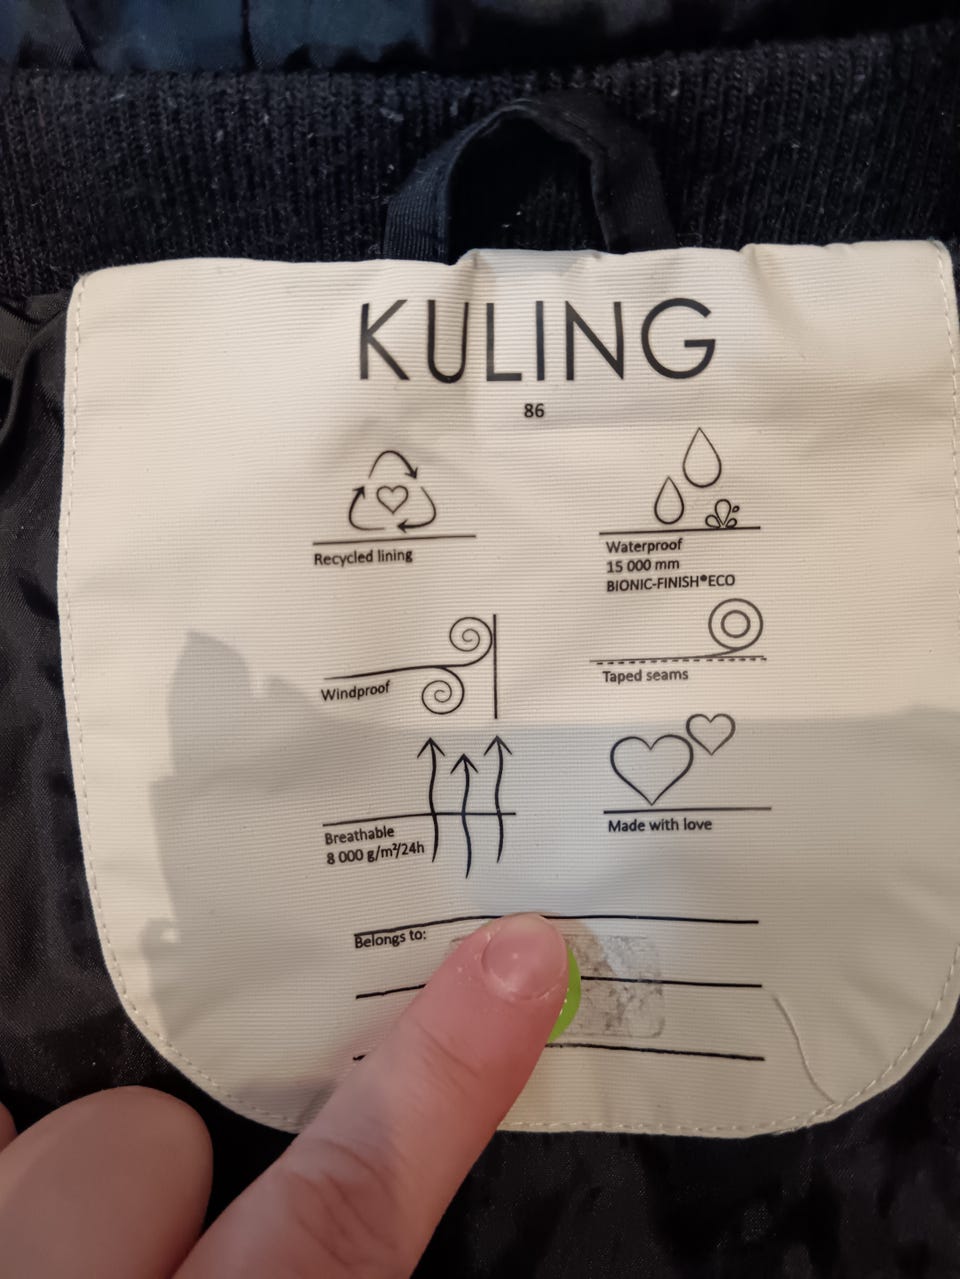 KULING
86
Recycled lining
Waterproof
15 000 mm
BIONIC-FINISH®ECO
Windproof
Taped seams
Breathable
8 000 g/m²/24h
Made with love
Belongs to: